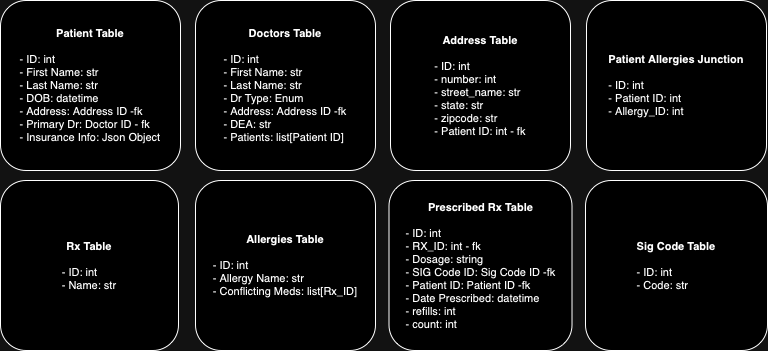 Patient Table
- ID: int
- First Name: str
- Last Name: str
- DOB: datetime
- Address: Address ID -fk
- Primary Dr: Doctor ID - fk
- Insurance Info: Json Object
Doctors Table
- ID: int
- First Name: str
- Last Name: str
- Dr Type: Enum
- Address: Address ID -fk
- DEA: str
- Patients: list[Patient ID]
Address Table
- ID: int
- number: int
- street_name: str
- state: str
- zipcode: str
- Patient ID: int - fk
Patient Allergies Junction
- ID: int
- Patient ID: int
- Allergy_ID: int
Rx Table
- ID: int
- Name: str
Allergies Table
- ID: int
- Allergy Name: str
- Conflicting Meds: list[Rx_ID]
Prescribed Rx Table
- ID: int
- RX_ID: int - fk
- Dosage: string
- SIG Code ID: Sig Code ID -fk
- Patient ID: Patient ID -fk
- Date Prescribed: datetime
- refills: int
- count: int
Sig Code Table
- ID: int
- Code: str